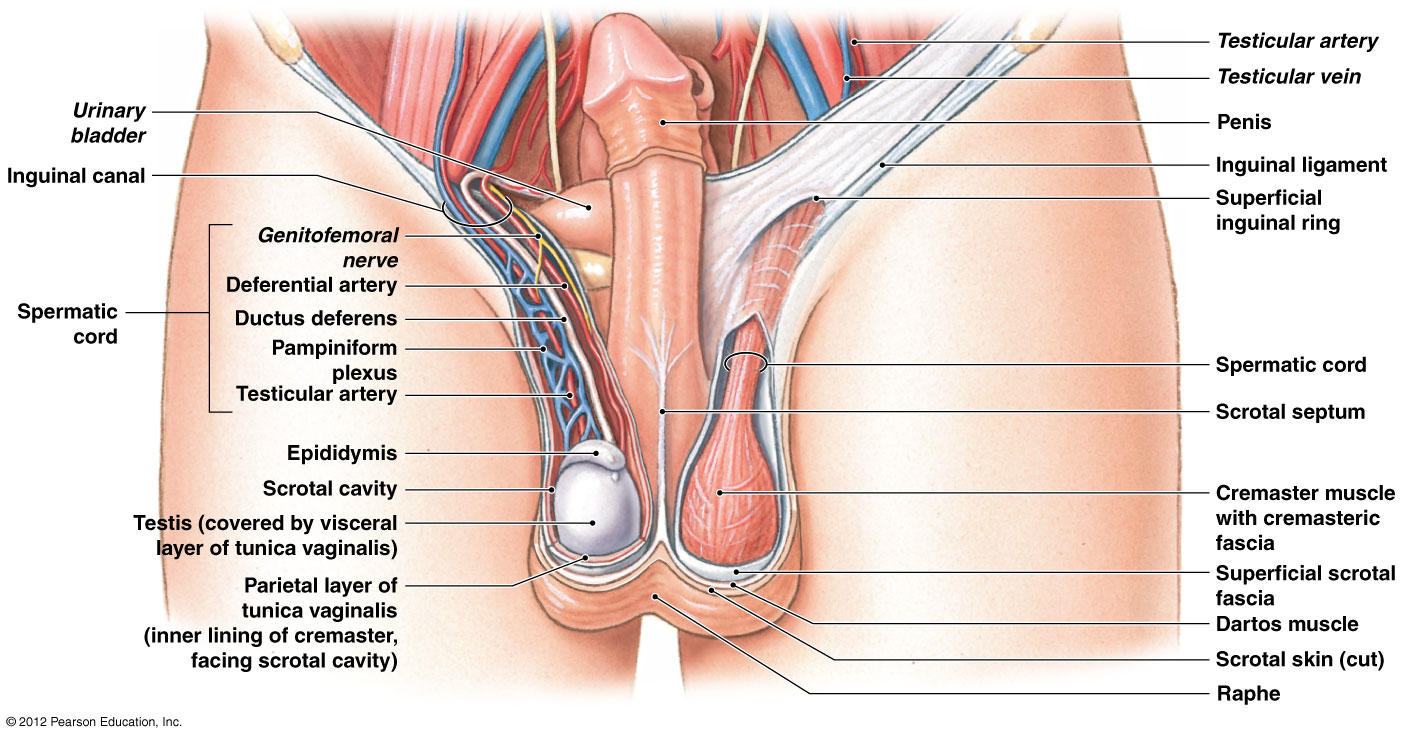 Urinary
bladder
Inguinal canal
Genitofemoral
nerve
Deferential artery
Spermatic
cord
Ductus deferens
Pampiniform
plexus
Testicular artery
Epididymis
Scrotal cavity
Testis (covered by visceral
layer of tunica vaginalis)
Parietal layer of
tunica vaginalis
(inner lining of cremaster,
facing scrotal cavity)
Testicular artery
Testicular vein
Penis
Inguinal ligament
Superficial
inguinal ring
Spermatic cord
Scrotal septum
Cremaster muscle
with cremasteric
fascia
Superficial scrotal
fascia
Dartos muscle
Scrotal skin (cut)
Raphe
© 2012 Pearson Education, Inc.